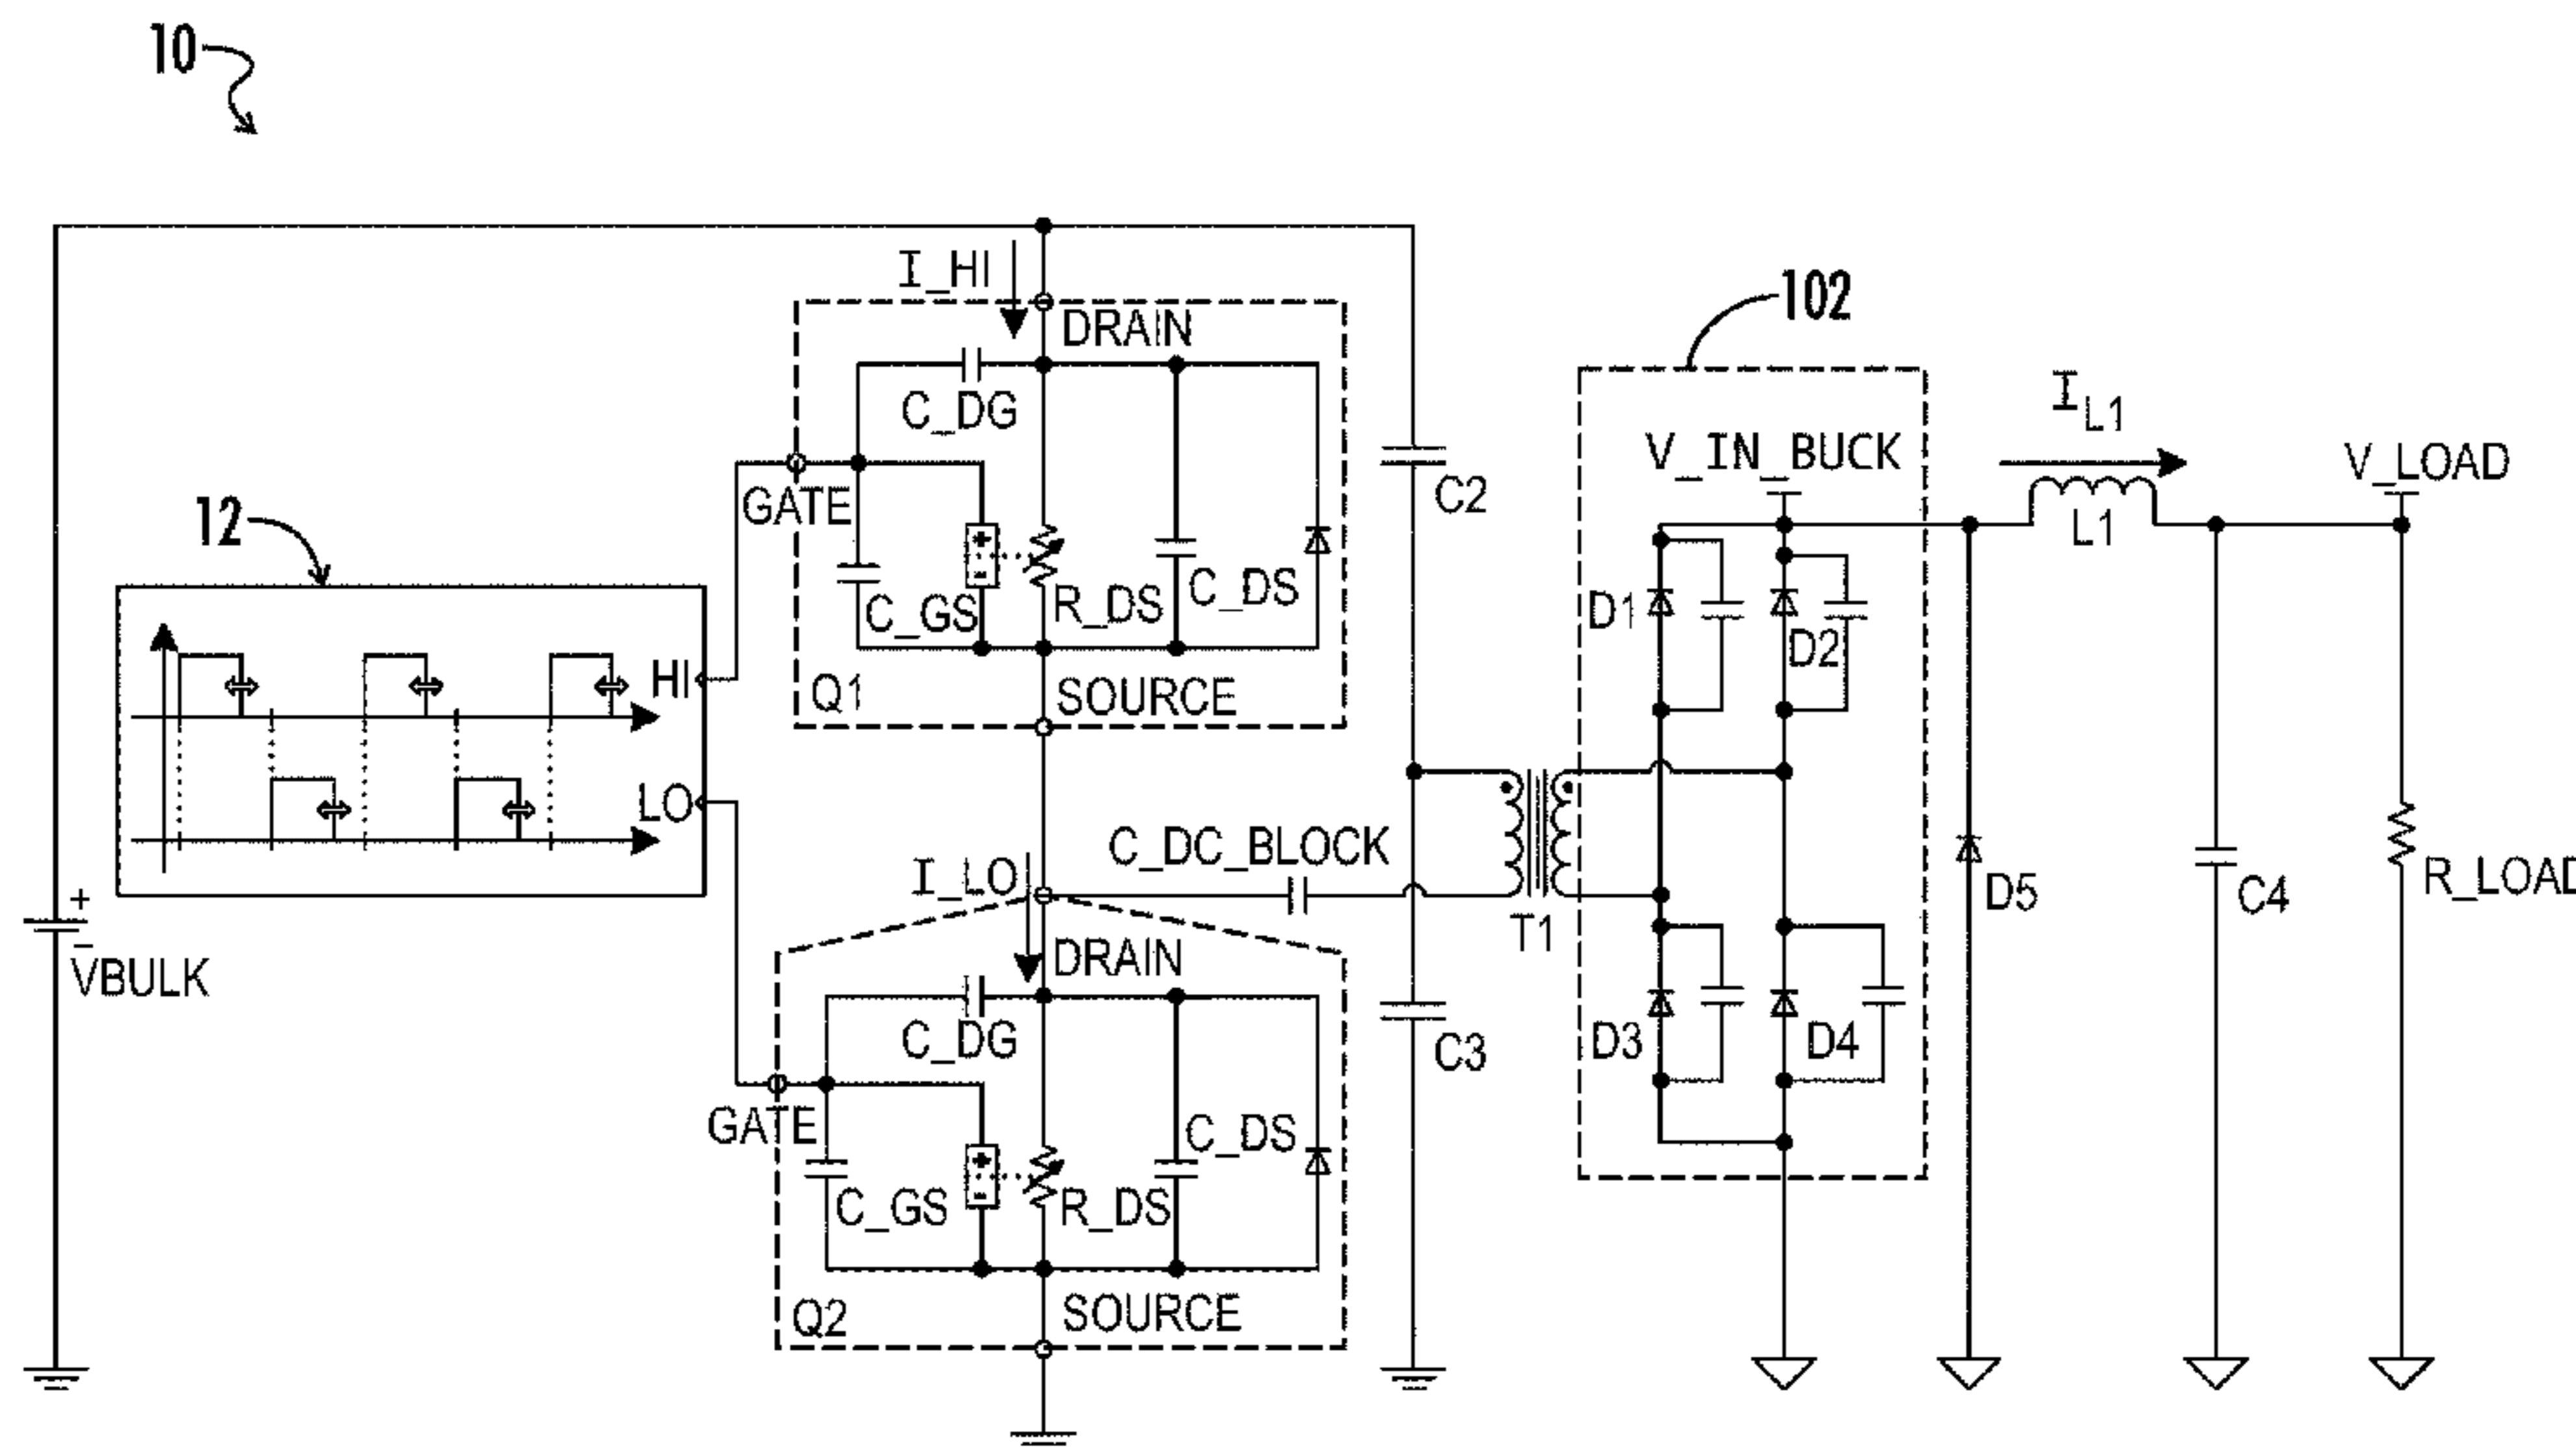 10
I_HI
DRAIN
102
C_DG
I L1
V_IN_BUCK
V_LOAD
GATE
C2
L1
12
C_GS
R_DS
C_DS
D1
D2
HI
Q1
SOURCE
LO
C_DC_BLOCK
I_LO
D5
C4
R_LOAD
T1
+
-
VBULK
DRAIN
C_DG
C3
D3
D4
GATE
C_DS
C_GS
R_DS
Q2
SOURCE